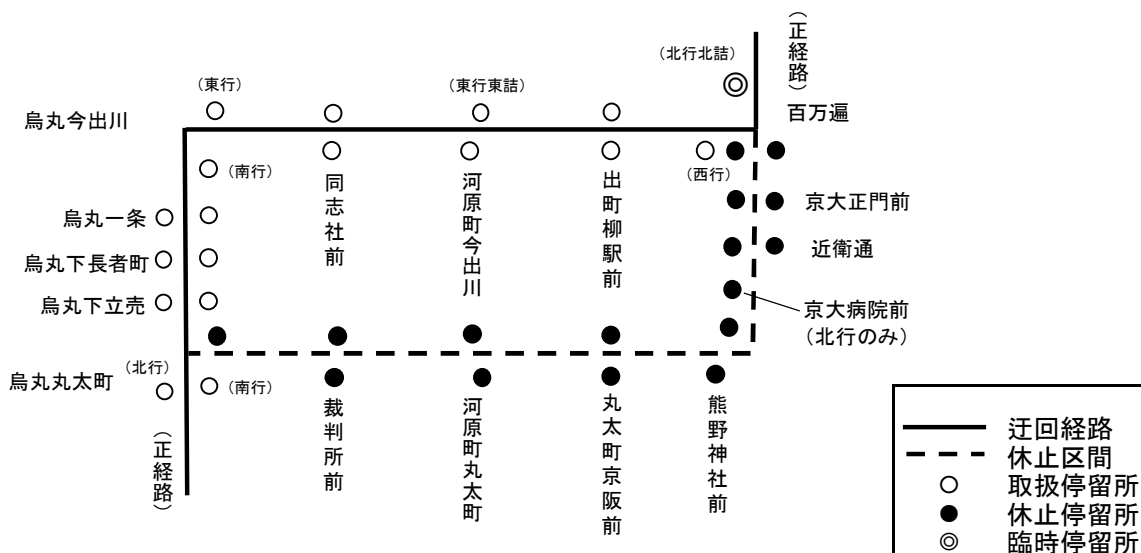 （正経路）
（北行北詰）
（東行）
（東行東詰）
百万遍
烏丸今出川
（南行）
同志社前
河原町今出川
出町柳駅前
（西行）
烏丸一条
京大正門前
烏丸下長者町
近衛通
烏丸下立売
京大病院前
（北行のみ）
（北行）
烏丸丸太町
（南行）
裁判所前
河原町丸太町
丸太町京阪前
熊野神社前
（正経路）
迂回経路
休止区間
取扱停留所
休止停留所
臨時停留所